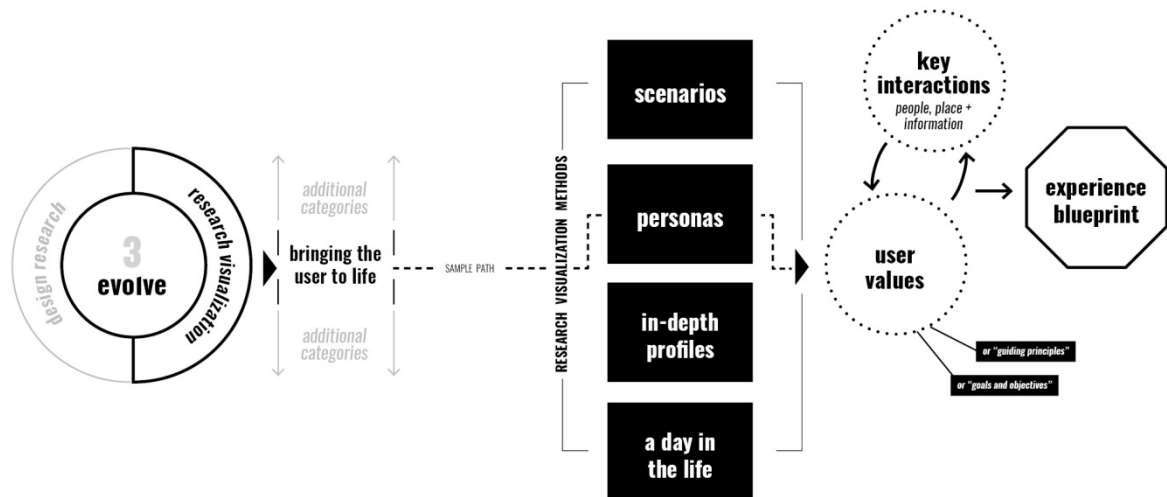 design research
research visualization
3
evolve
additional
categories
bringing the
user to life
additional
categories
SAMPLE PATH
RESEARCH VISUALIZATION METHODS
scenarios
personas
in-depth
profiles
a day in
the life
key
interactions
people, place +
information
user
values
or “guiding principles”
or “goals and objectives”
experience
blueprint